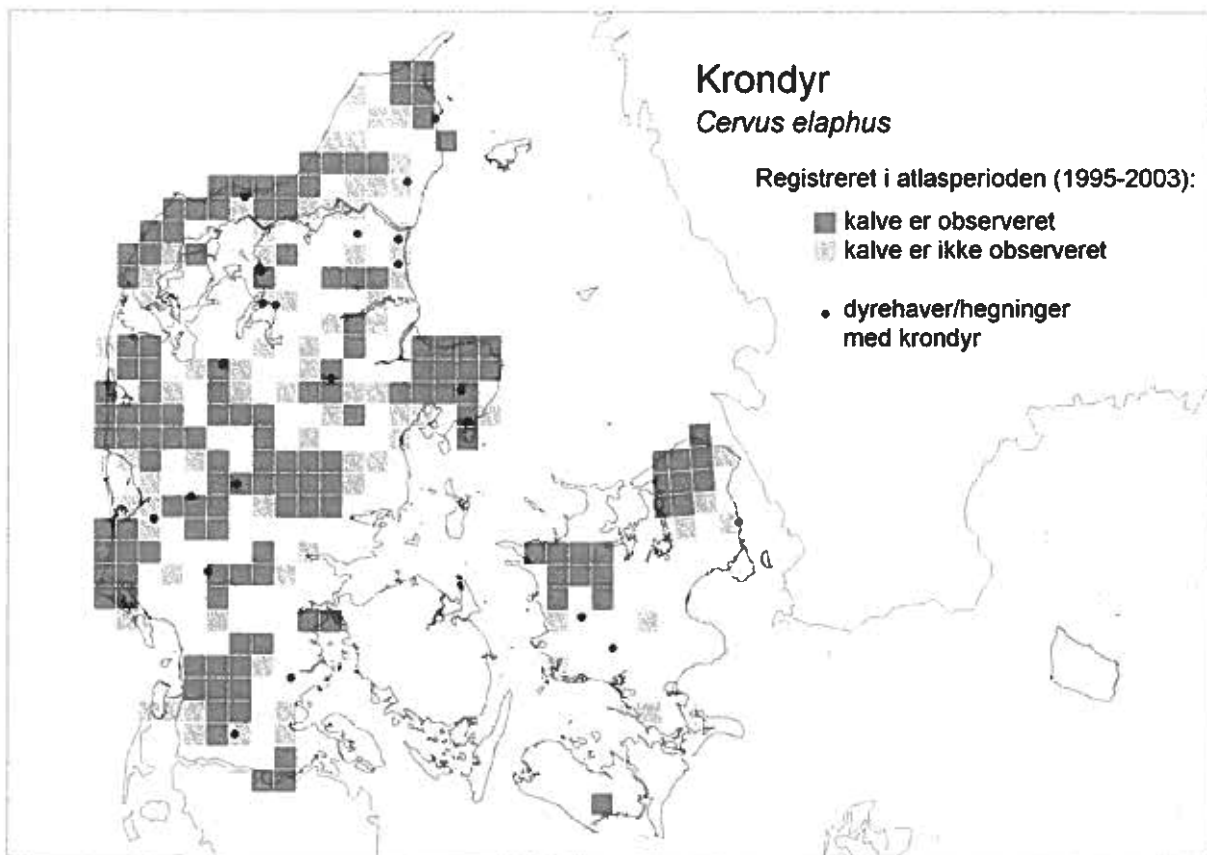 Krondyr
Cervus elaphus
Registreret i atlasperioden (1995-2003):
kalve er observeret
kalve er ikke observeret
dyrehaver/hegninger
med krondyr